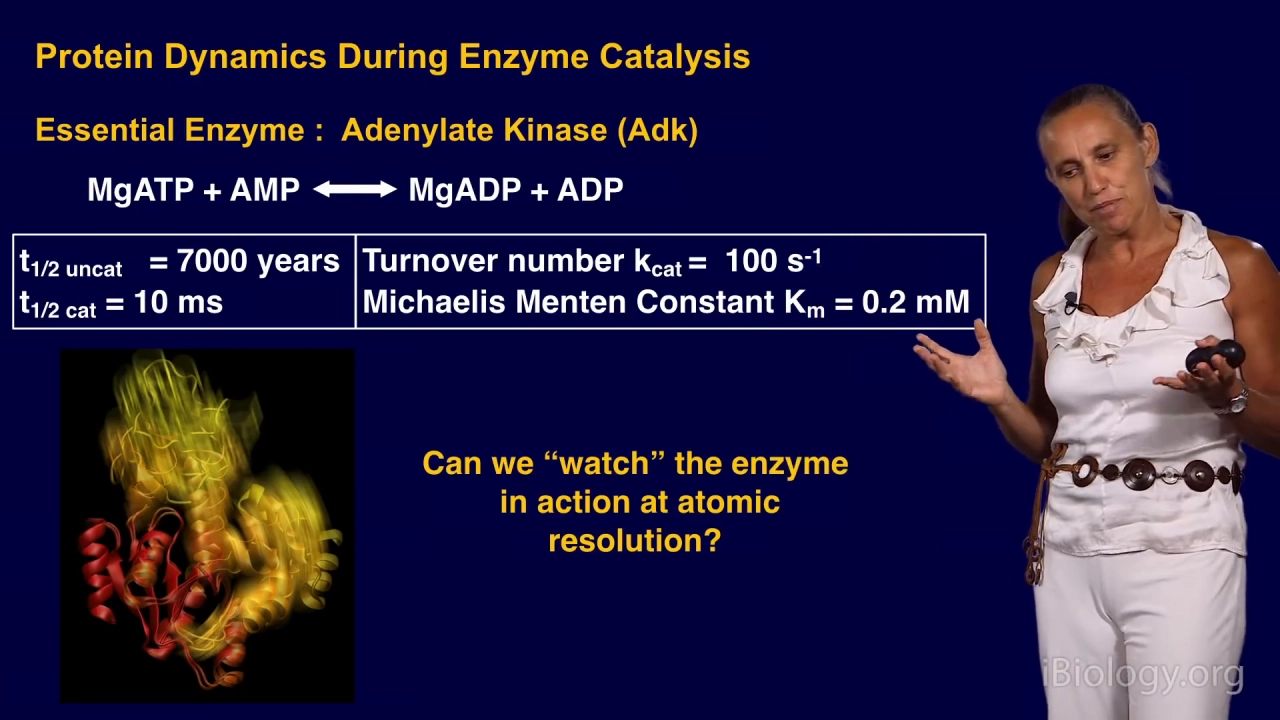 Protein Dynamics During Enzyme Catalysis
Essential Enzyme : Adenylate Kinase (Adk)
MgATP + AMP ⟷ MgADP + ADP
t1/2 uncat = 7000 years
t1/2 cat = 10 ms
Turnover number kcat = 100 s-1
Michaelis Menten Constant Km = 0.2 mM
Can we “watch” the enzyme
in action at atomic
resolution?
iBiology.org